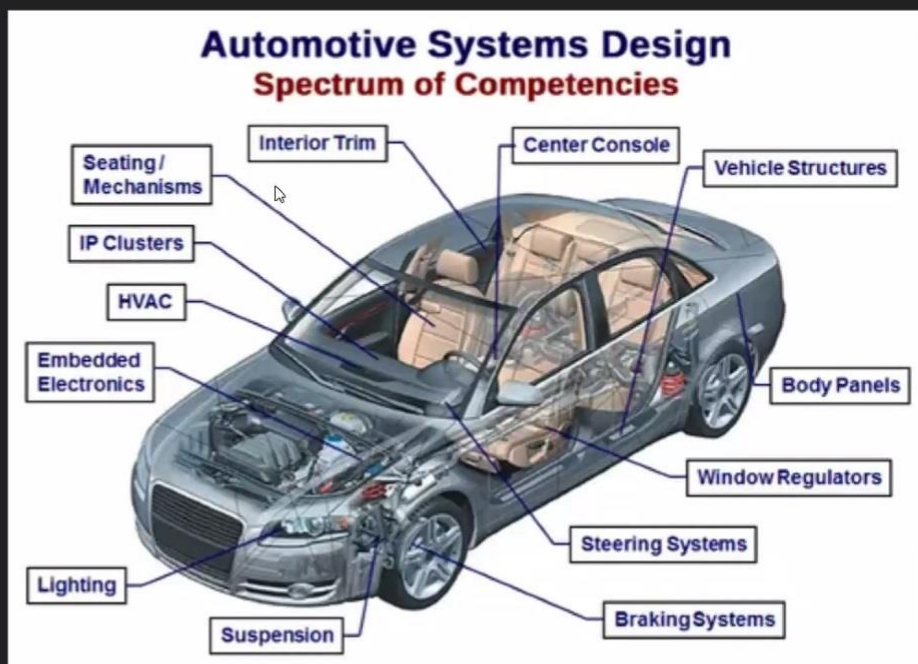 Automotive Systems Design
Spectrum of Competencies
Interior Trim
Center Console
Seating /
Mechanisms
Vehicle Structures
IP Clusters
HVAC
Embedded
Electronics
Body Panels
Window Regulators
Steering Systems
Lighting
Braking Systems
Suspension